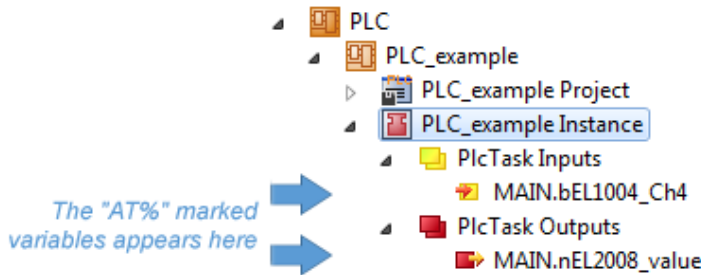 PLC
PLC_example
PLC_example Project
PLC_example Instance
PlcTask Inputs
MAIN.bEL1004_Ch4
The "AT%" marked
variables appears here
PlcTask Outputs
MAIN.nEL2008_value